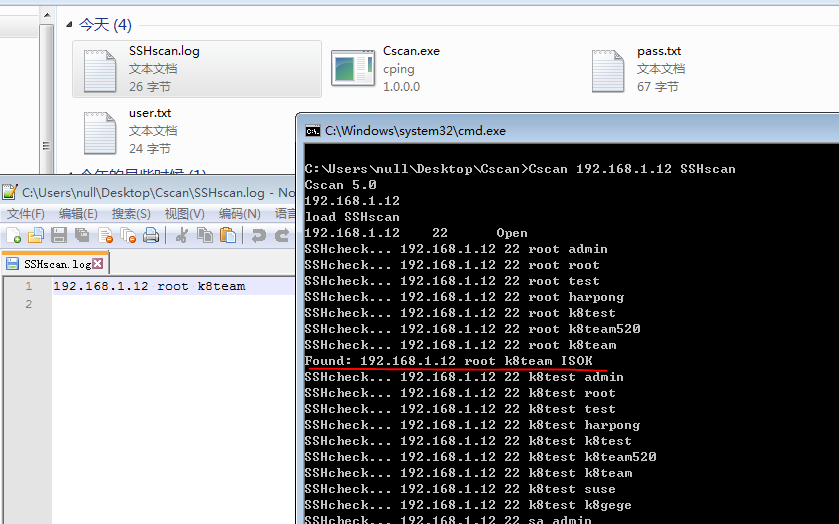 今天 (4)
SSHscan.log
文本文档
26 字节
Cscan.exe
cping
1.0.0.0
pass.txt
文本文档
67 字节
user.txt
文本文档
24 字节
C:\Windows\system32\cmd.exe
C:\Users\null\Desktop\Cscan>Cscan 192.168.1.12 SSHscan
Cscan 5.0
192.168.1.12
load SSHscan
192.168.1.12 22 Open
SSHcheck... 192.168.1.12 22 root admin
SSHcheck... 192.168.1.12 22 root root
SSHcheck... 192.168.1.12 22 root test
SSHcheck... 192.168.1.12 22 root harpong
SSHcheck... 192.168.1.12 22 root k8test
SSHcheck... 192.168.1.12 22 root k8team520
SSHcheck... 192.168.1.12 22 root k8team
Found: 192.168.1.12 root k8team ISOK
SSHcheck... 192.168.1.12 22 k8test admin
SSHcheck... 192.168.1.12 22 k8test root
SSHcheck... 192.168.1.12 22 k8test test
SSHcheck... 192.168.1.12 22 k8test harpong
SSHcheck... 192.168.1.12 22 k8test k8test
SSHcheck... 192.168.1.12 22 k8test k8team520
SSHcheck... 192.168.1.12 22 k8test k8team
SSHcheck... 192.168.1.12 22 k8test suse
SSHcheck... 192.168.1.12 22 k8test k8gege
SSHcheck... 192.168.1.12 22 sa admin
C:\Users\null\Desktop\Cscan\SSHscan.log - No
文件(F) 编辑(E) 搜索(S) 视图(V) 编码(N) 语言
SSHscan.log
1 192.168.1.12 root k8team
2